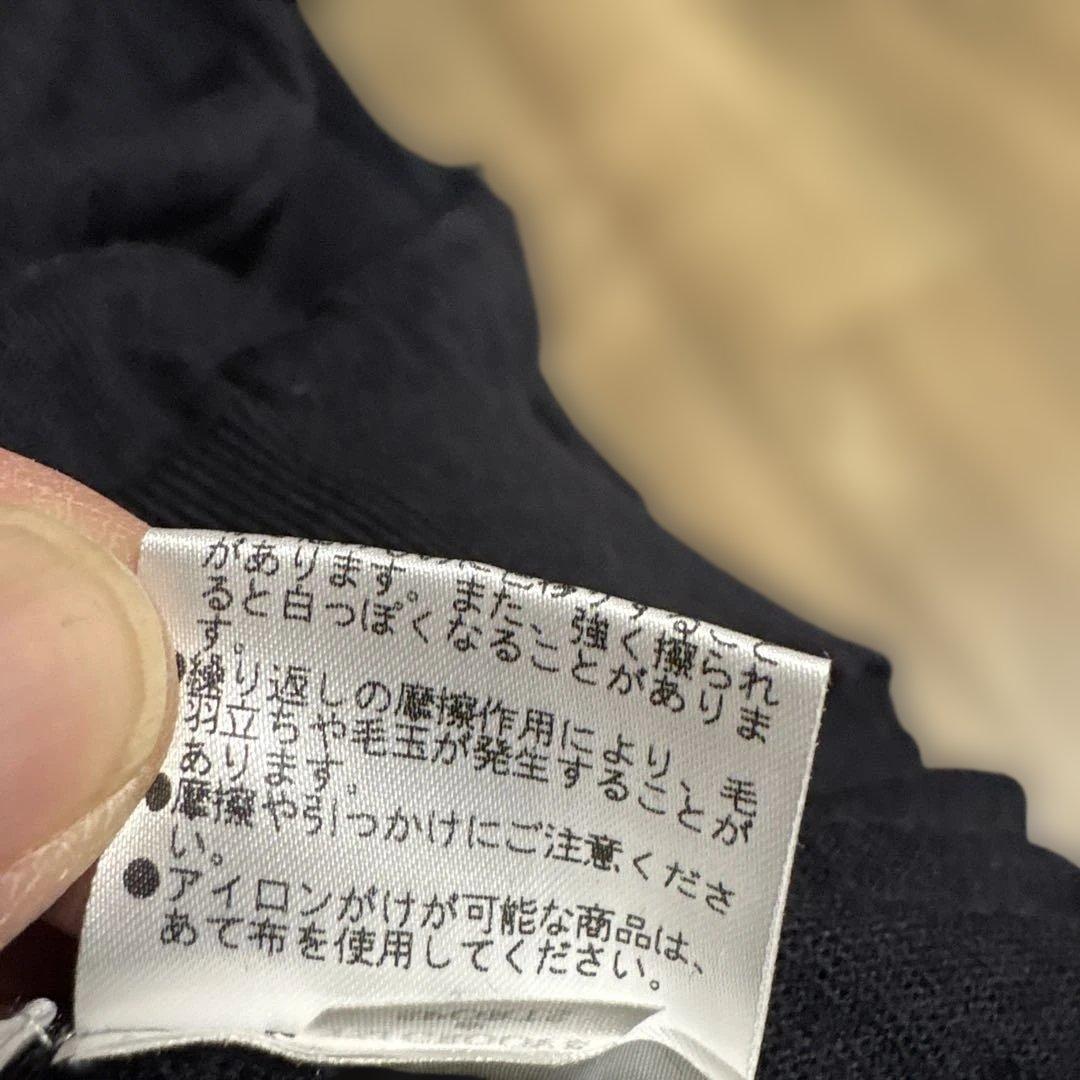 があります。また、強く擦られ
ると白っぽくなることがありま
す。
●繰り返しの摩擦作用により、毛
羽立ちや毛玉が発生することが
あります。
●摩擦や引っかけにご注意くださ
い。
●アイロンがけが可能な商品は、
あて布を使用してください。